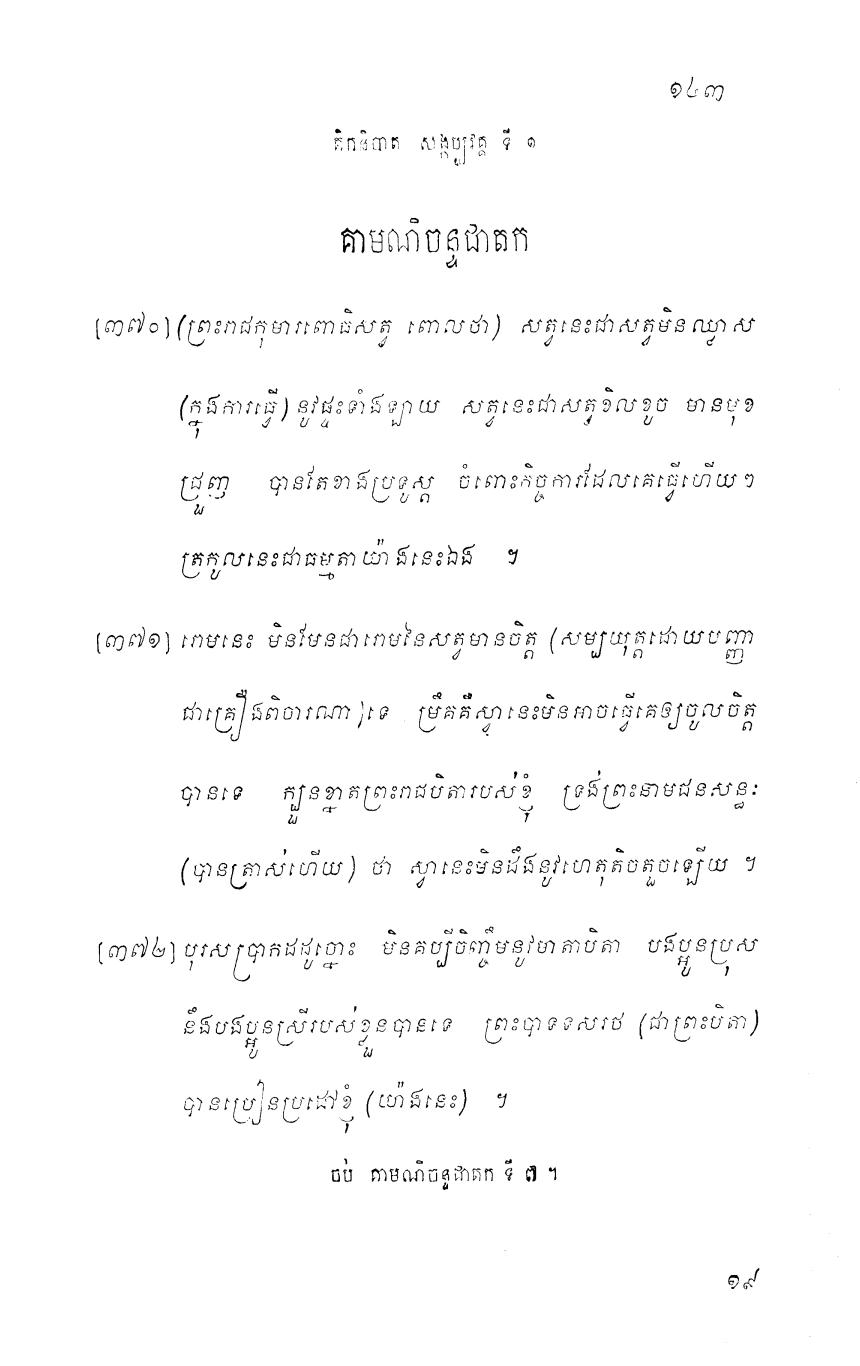 ១៤៣
តិកនិបាត សង្កប្បវគ្គ ទី ១
គាមណិចន្ទជាតក
[៣៧០] (ព្រះរាជកុមារពោធិសត្វ ពោលថា) សត្វនេះជាសត្វមិនឈ្វាស
(ក្នុងការធ្វើ) នូវផ្ទះទាំងឡាយ សត្វនេះជាសត្វខិលខូច មានមុខ
ជ្រួញ បានតែខាងប្រទូស្ត ចំពោះកិច្ចការដែលគេធ្វើហើយៗ
ត្រកូលនេះជាធម្មតាយ៉ាងនេះឯង ។
[៣៧១] រោមនេះ មិនមែនជារោមនៃសត្វមានចិត្ត (សម្បយុត្តដោយបញ្ញា
ជាគ្រឿងពិចារណា) ទេ ម្រឹគគឺស្វានេះមិនអាចធ្វើគេឲ្យចូលចិត្ត
បានទេ ក្បួនខ្នាតព្រះរាជបិតារបស់ខ្ញុំ ទ្រង់ព្រះនាមជនសន្ធៈ
(បានត្រាស់ហើយ) ថា ស្វានេះមិនដឹងនូវហេតុតិចតួចឡើយ ។
[៣៧២] បុរសប្រាកដដូច្នោះ មិនគប្បីចិញ្ចឹមនូវមាតាបិតា បងប្អូនប្រុស
នឹងបងប្អូនស្រីរបស់ខ្លួនបានទេ ព្រះបាទទសរថ (ជាព្រះបិតា)
បានប្រៀនប្រដៅខ្ញុំ (យ៉ាងនេះ) ។
ចប់ គាមណិចន្ទជាតក ទី ៧ ។
១៩